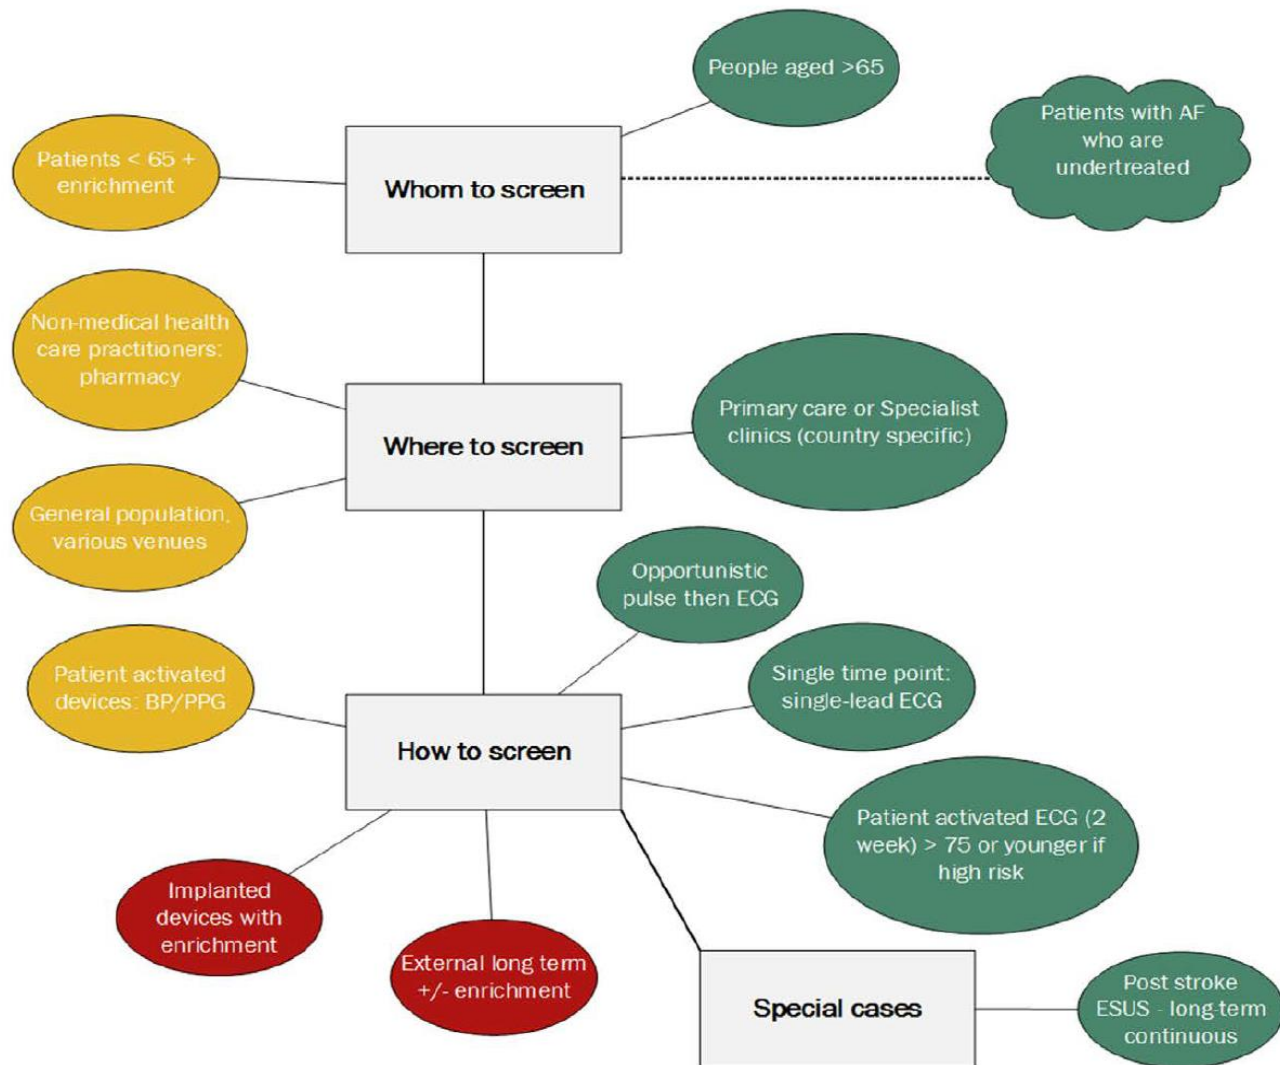 People aged >65
Patients with AF
who are
undertreated
Patients < 65 +
enrichment
Whom to screen
Non-medical health
care practitioners:
pharmacy
Primary care or Specialist
clinics (country specific)
Where to screen
General population,
various venues
Opportunistic
pulse then ECG
Patient activated
devices: BP/PPG
Single time point:
single-lead ECG
How to screen
Patient activated ECG (2
week) > 75 or younger if
high risk
Implanted
devices with
enrichment
External long term
+/- enrichment
Special cases
Post stroke
ESUS - long-term
continuous